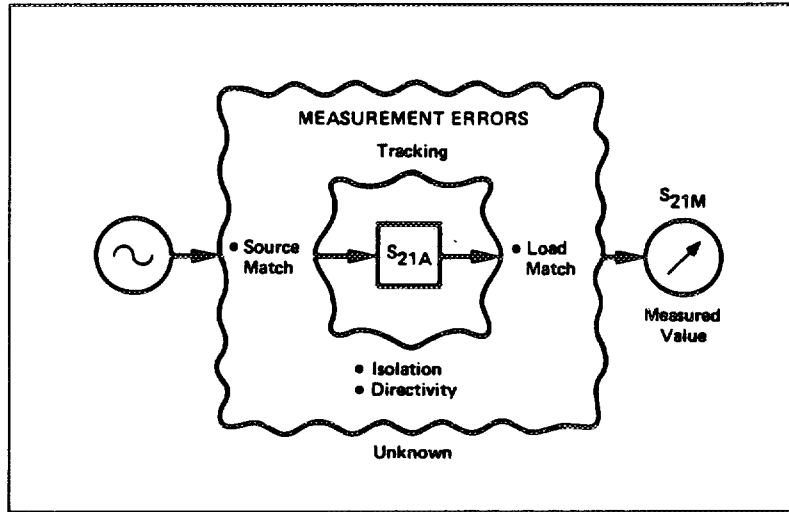 MEASUREMENT ERRORS
Tracking
S21M
• Source
Match
S21A
• Load
Match
Measured
Value
• Isolation
• Directivity
Unknown